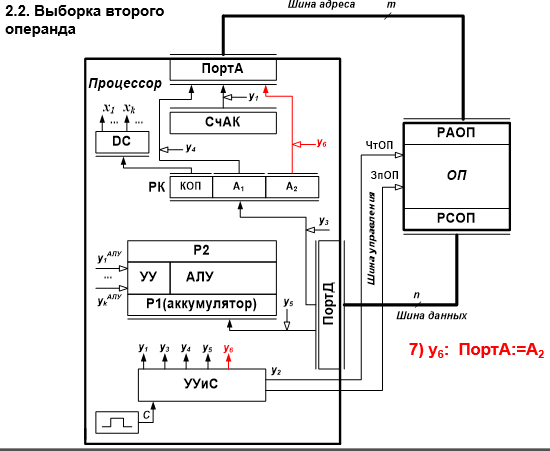 2.2. Выборка второго
операнда
Шина адреса m
Процессор
ПортА
x1 xk
... ...
y1
СчАК
DC
y4
y6
РК
КОП A1 A2
ЧтОП
ЗпОП
Шина управления
РАОП
ОП
РСОП
y3
Р2
y1АЛУ
...
ykАЛУ
УУ АЛУ
Р1(аккумулятор)
y5
ПортД
n
Шина данных
y1 y3 y4 y5 y6
y2
УУиС
C
7) y6: ПортА:=A2